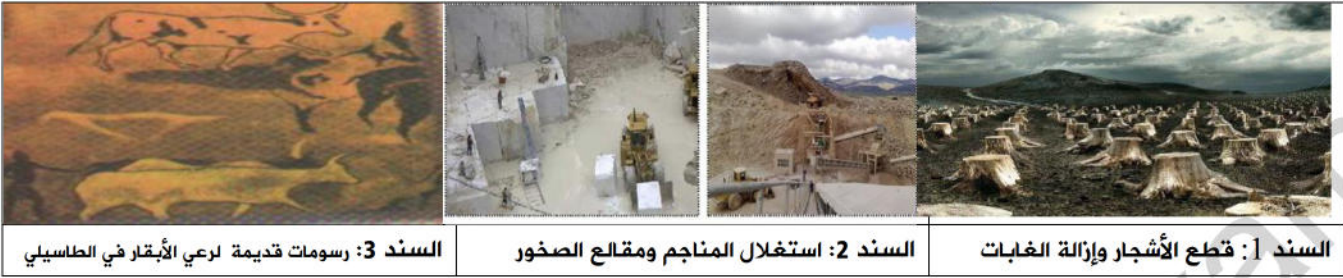 السند 1: قطع الأشجار وإزالة الغابات
السند 2: استغلال المناجم ومقالع الصخور
السند 3: رسومات قديمة لرعي الأبقار في الطاسيلي